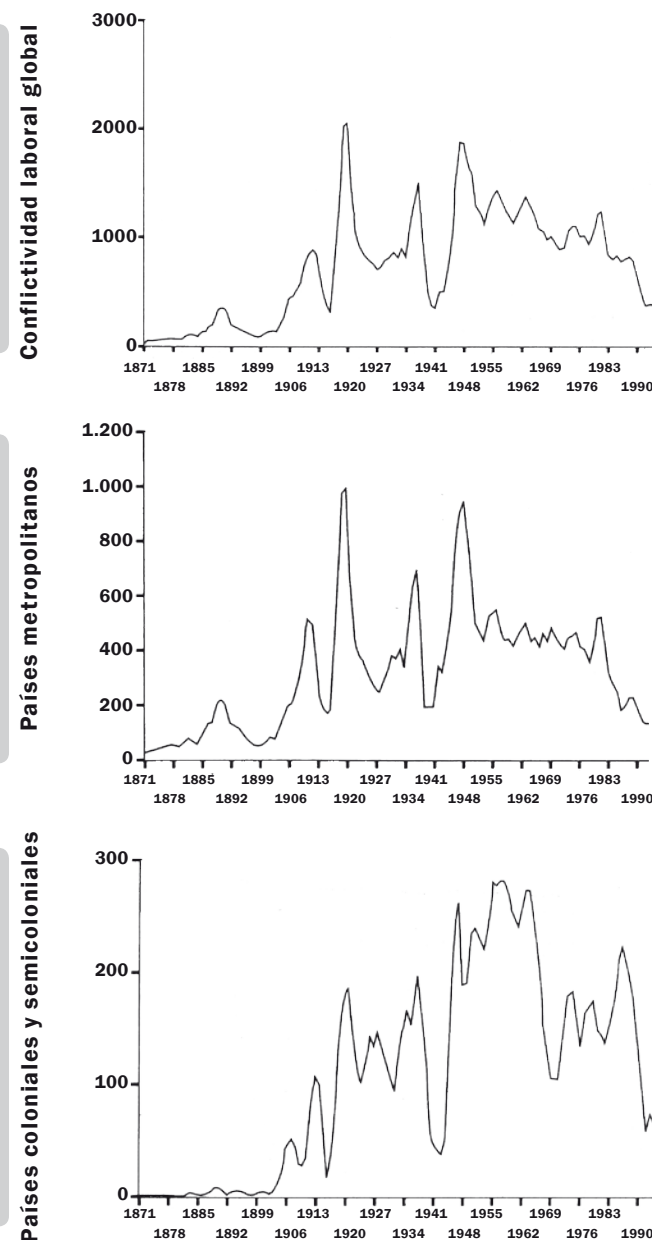 Conflictividad laboral global
3000
2000
1000
0
1871 1885 1899 1913 1927 1941 1955 1969 1983
1878 1892 1906 1920 1934 1948 1962 1976 1990
Países metropolitanos
1.200
1.000
800
600
400
200
0
1871 1885 1899 1913 1927 1941 1955 1969 1983
1878 1892 1906 1920 1934 1948 1962 1976 1990
Países coloniales y semicoloniales
300
200
100
0
1871 1885 1899 1913 1927 1941 1955 1969 1983
1878 1892 1906 1920 1934 1948 1962 1976 1990